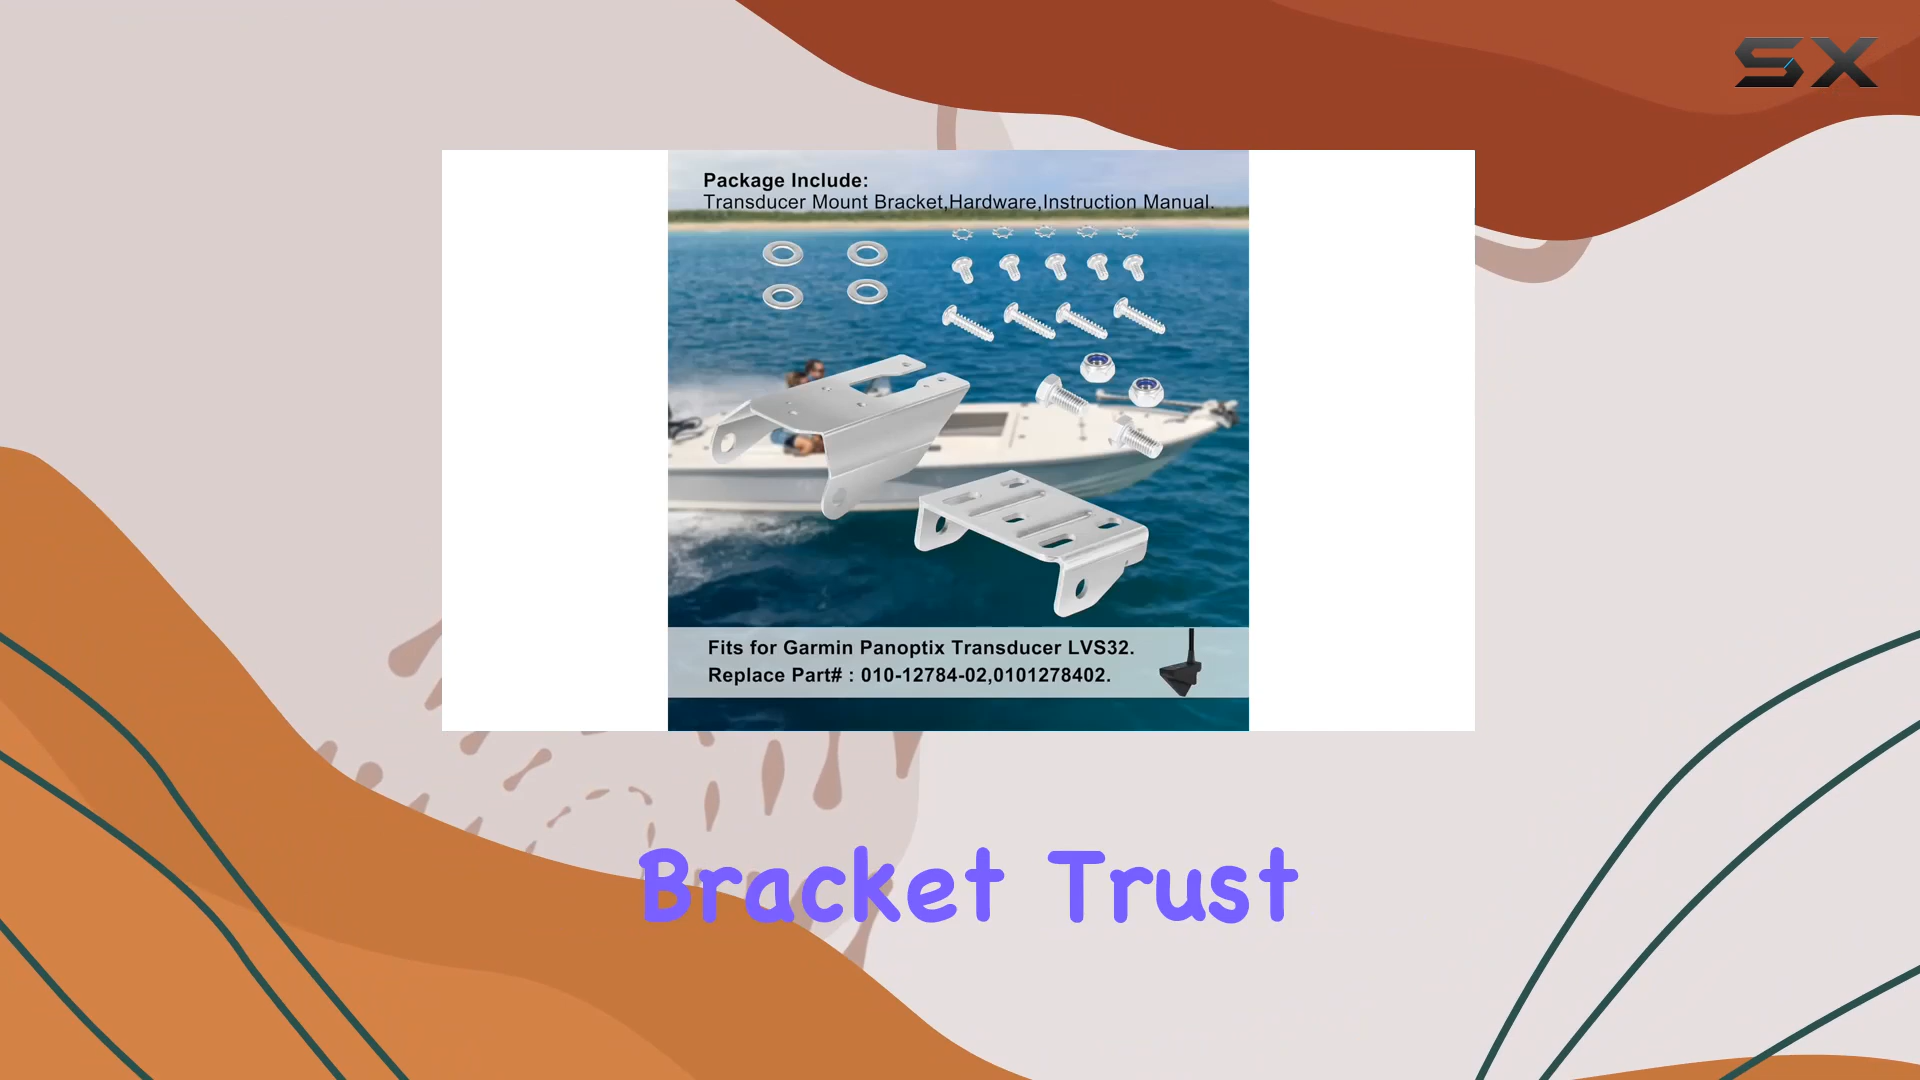 SX
Package Include:
Transducer Mount Bracket,Hardware,Instruction Manual.
Fits for Garmin Panoptix Transducer LVS32.
Replace Part# : 010-12784-02,0101278402.
Bracket Trust